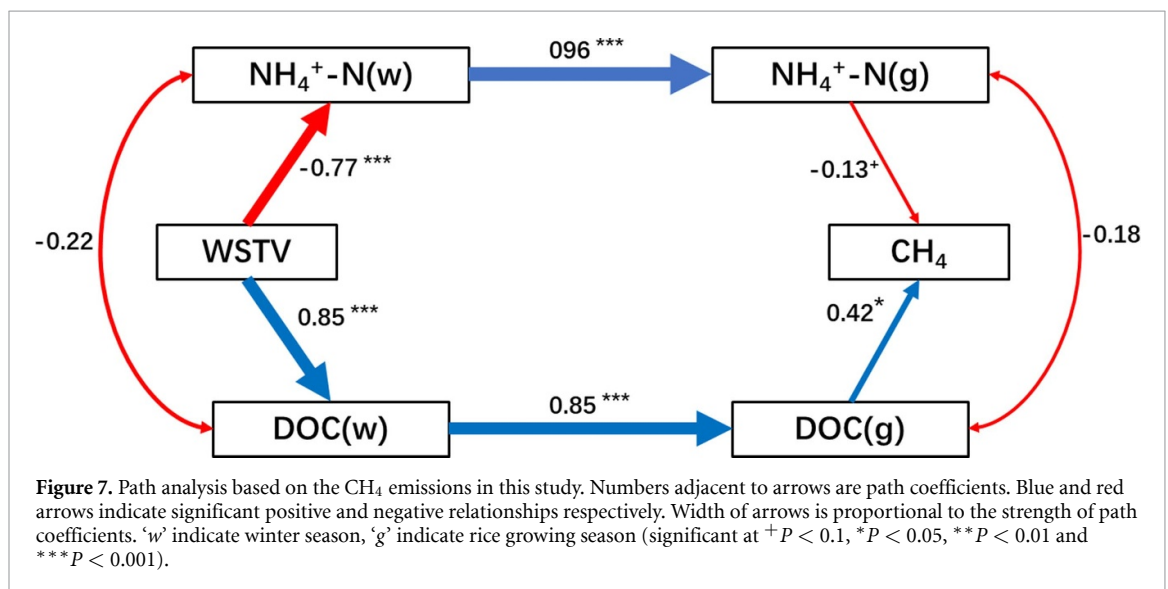 NH₄⁺-N(w)
096 ***
NH₄⁺-N(g)
-0.77 ***
-0.13⁺
-0.22
WSTV
CH₄
-0.18
0.85 ***
0.42*
DOC(w)
0.85 ***
DOC(g)
Figure 7. Path analysis based on the CH₄ emissions in this study. Numbers adjacent to arrows are path coefficients. Blue and red
arrows indicate significant positive and negative relationships respectively. Width of arrows is proportional to the strength of path
coefficients. ‘w’ indicate winter season, ‘g’ indicate rice growing season (significant at ⁺P < 0.1, *P < 0.05, **P < 0.01 and
***P < 0.001).